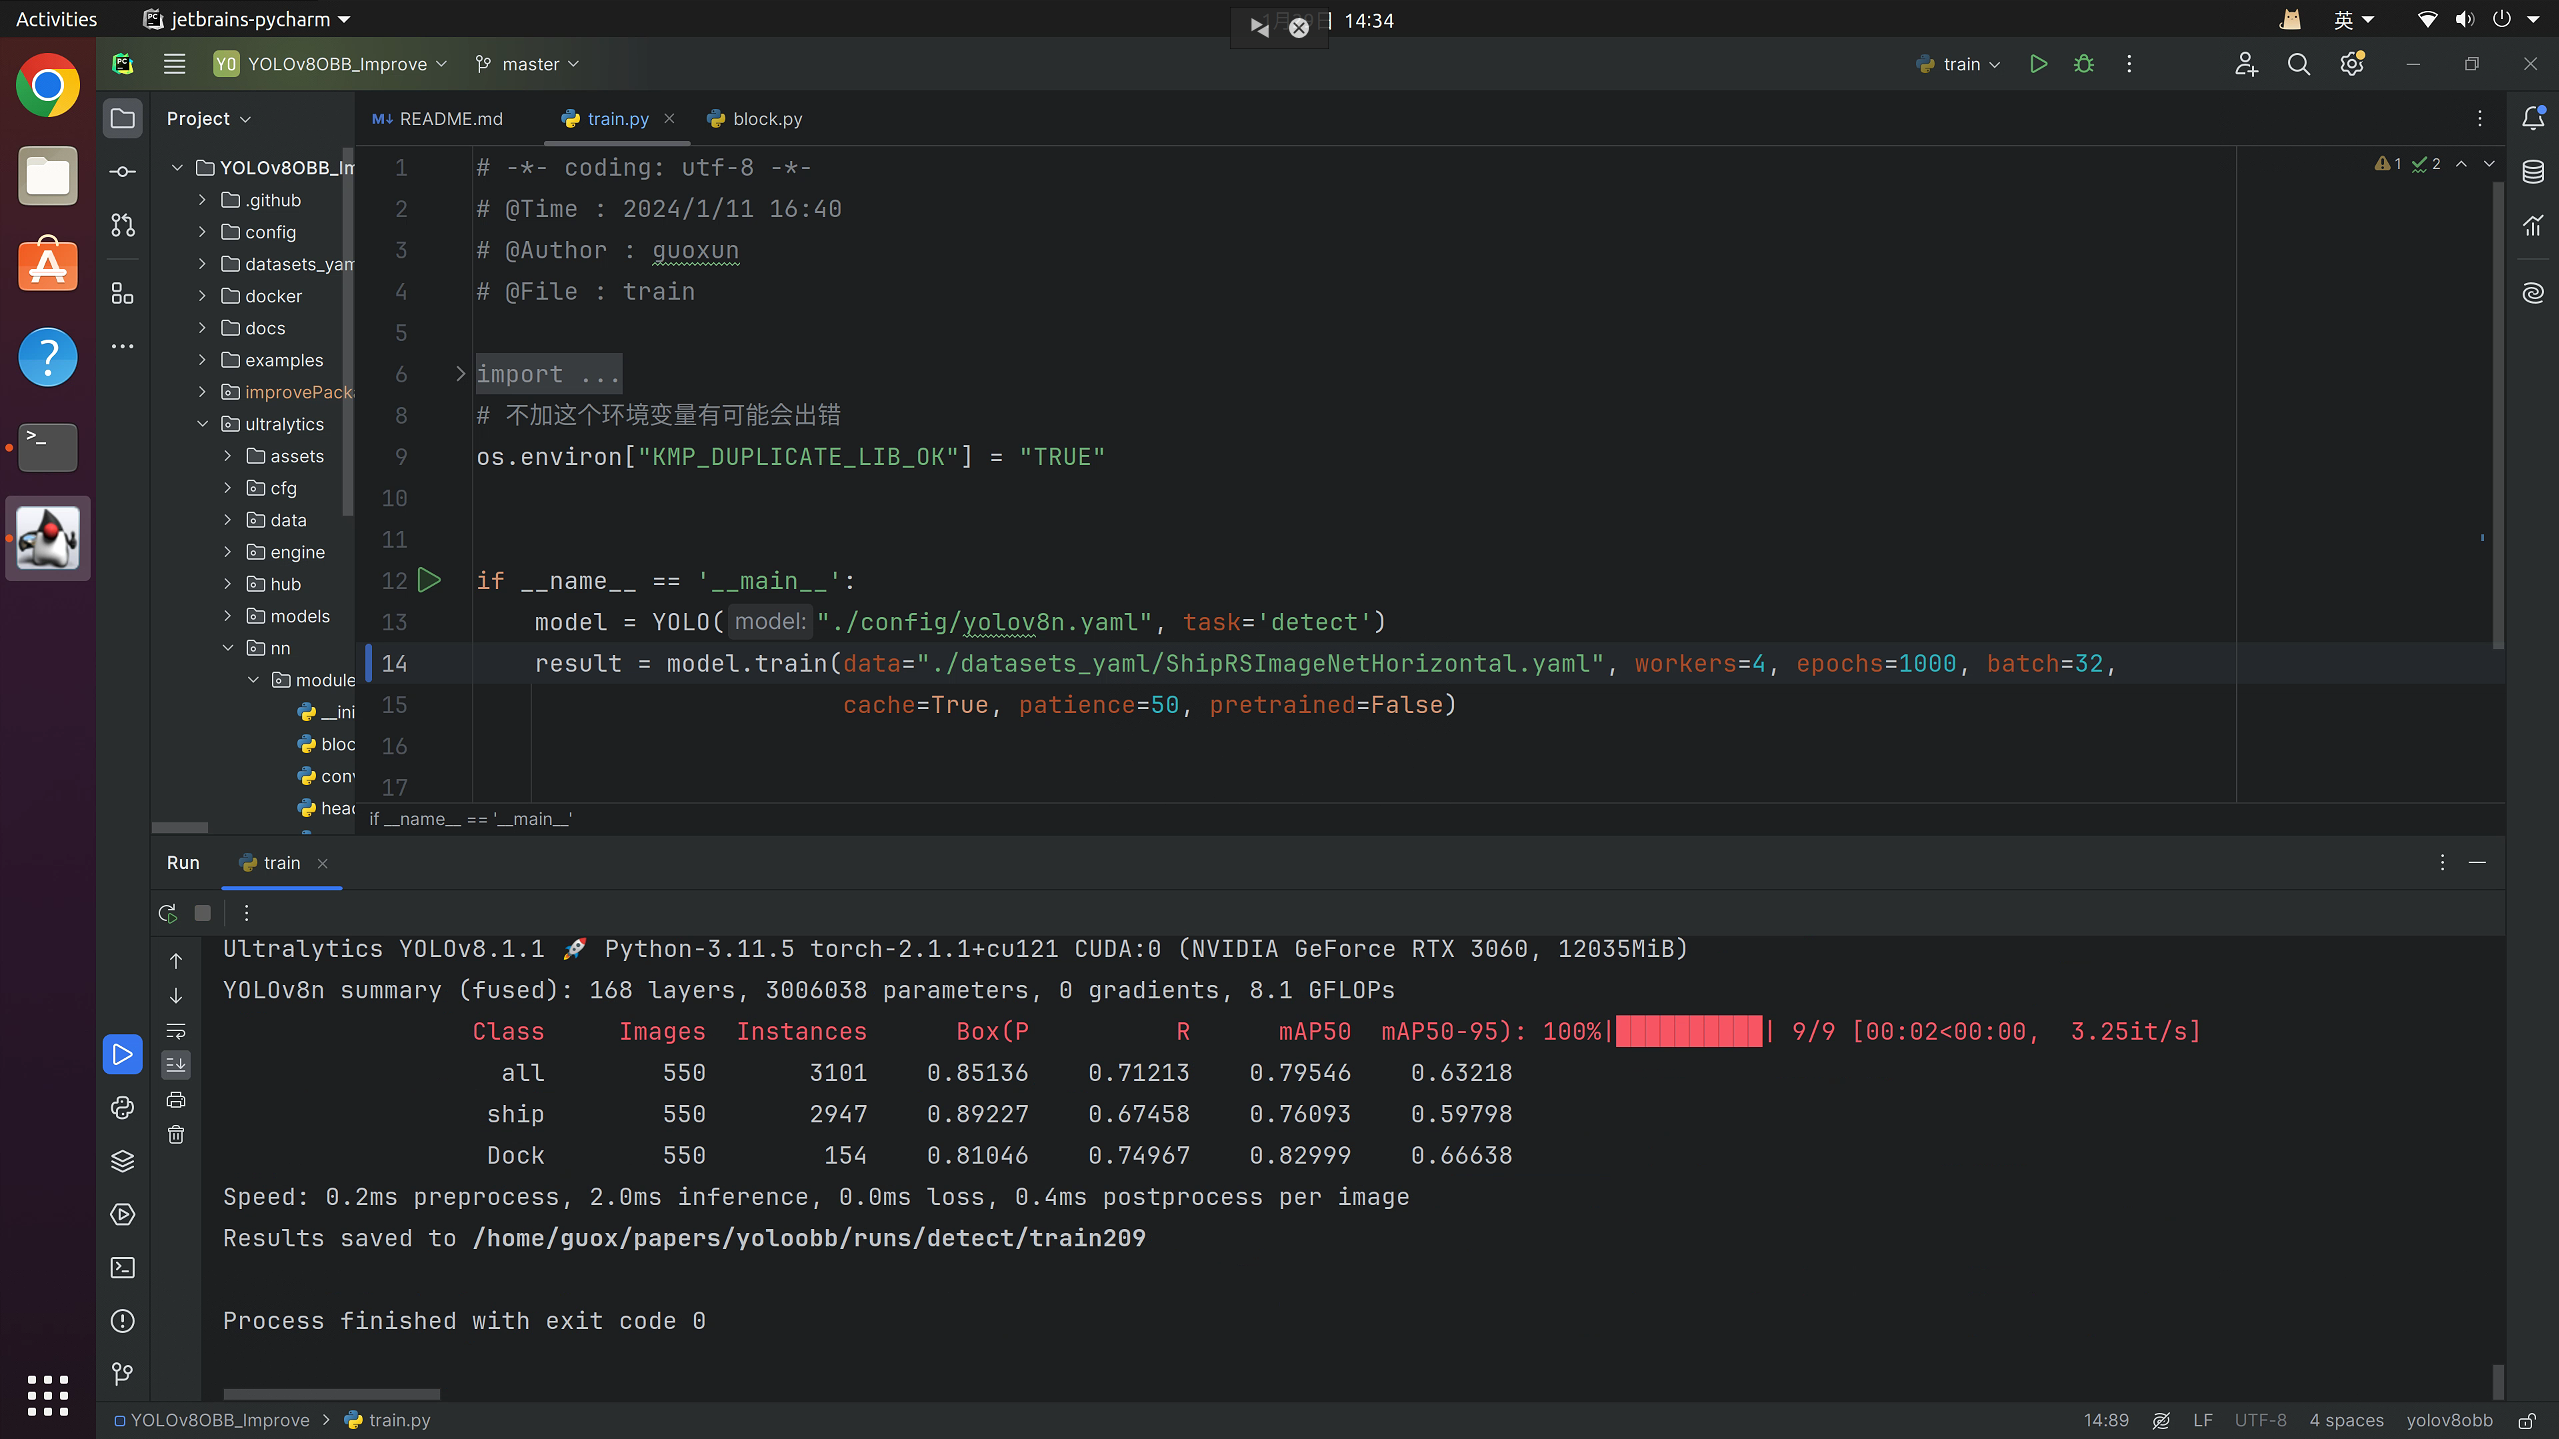 Activities
jetbrains-pycharm
14:34
英
YO YOLOv8OBB_Improve
master
train
Project
README.md
train.py
block.py
YOLOv8OBB_Im
.github
config
datasets_yam
docker
docs
examples
improvePack
ultralytics
assets
cfg
data
engine
hub
models
nn
module
__ini
bloc
conv
head
1 2
1 # -*- coding: utf-8 -*-
2 # @Time : 2024/1/11 16:40
3 # @Author : guoxun
4 # @File : train
5
6 import ...
8 # 不加这个环境变量有可能会出错
9 os.environ["KMP_DUPLICATE_LIB_OK"] = "TRUE"
10
11
12 if __name__ == '__main__':
13 model = YOLO( model: "./config/yolov8n.yaml", task='detect')
14 result = model.train(data="./datasets_yaml/ShipRSImageNetHorizontal.yaml", workers=4, epochs=1000, batch=32,
15 cache=True, patience=50, pretrained=False)
16
17
if __name__ == '__main__'
Run train
Ultralytics YOLOv8.1.1 🚀 Python-3.11.5 torch-2.1.1+cu121 CUDA:0 (NVIDIA GeForce RTX 3060, 12035MiB)
YOLOv8n summary (fused): 168 layers, 3006038 parameters, 0 gradients, 8.1 GFLOPs
Class Images Instances Box(P R mAP50 mAP50-95): 100%|██████████| 9/9 [00:02<00:00, 3.25it/s]
all 550 3101 0.85136 0.71213 0.79546 0.63218
ship 550 2947 0.89227 0.67458 0.76093 0.59798
Dock 550 154 0.81046 0.74967 0.82999 0.66638
Speed: 0.2ms preprocess, 2.0ms inference, 0.0ms loss, 0.4ms postprocess per image
Results saved to /home/guox/papers/yoloobb/runs/detect/train209
Process finished with exit code 0
YOLOv8OBB_Improve > train.py
14:89 LF UTF-8 4 spaces yolov8obb